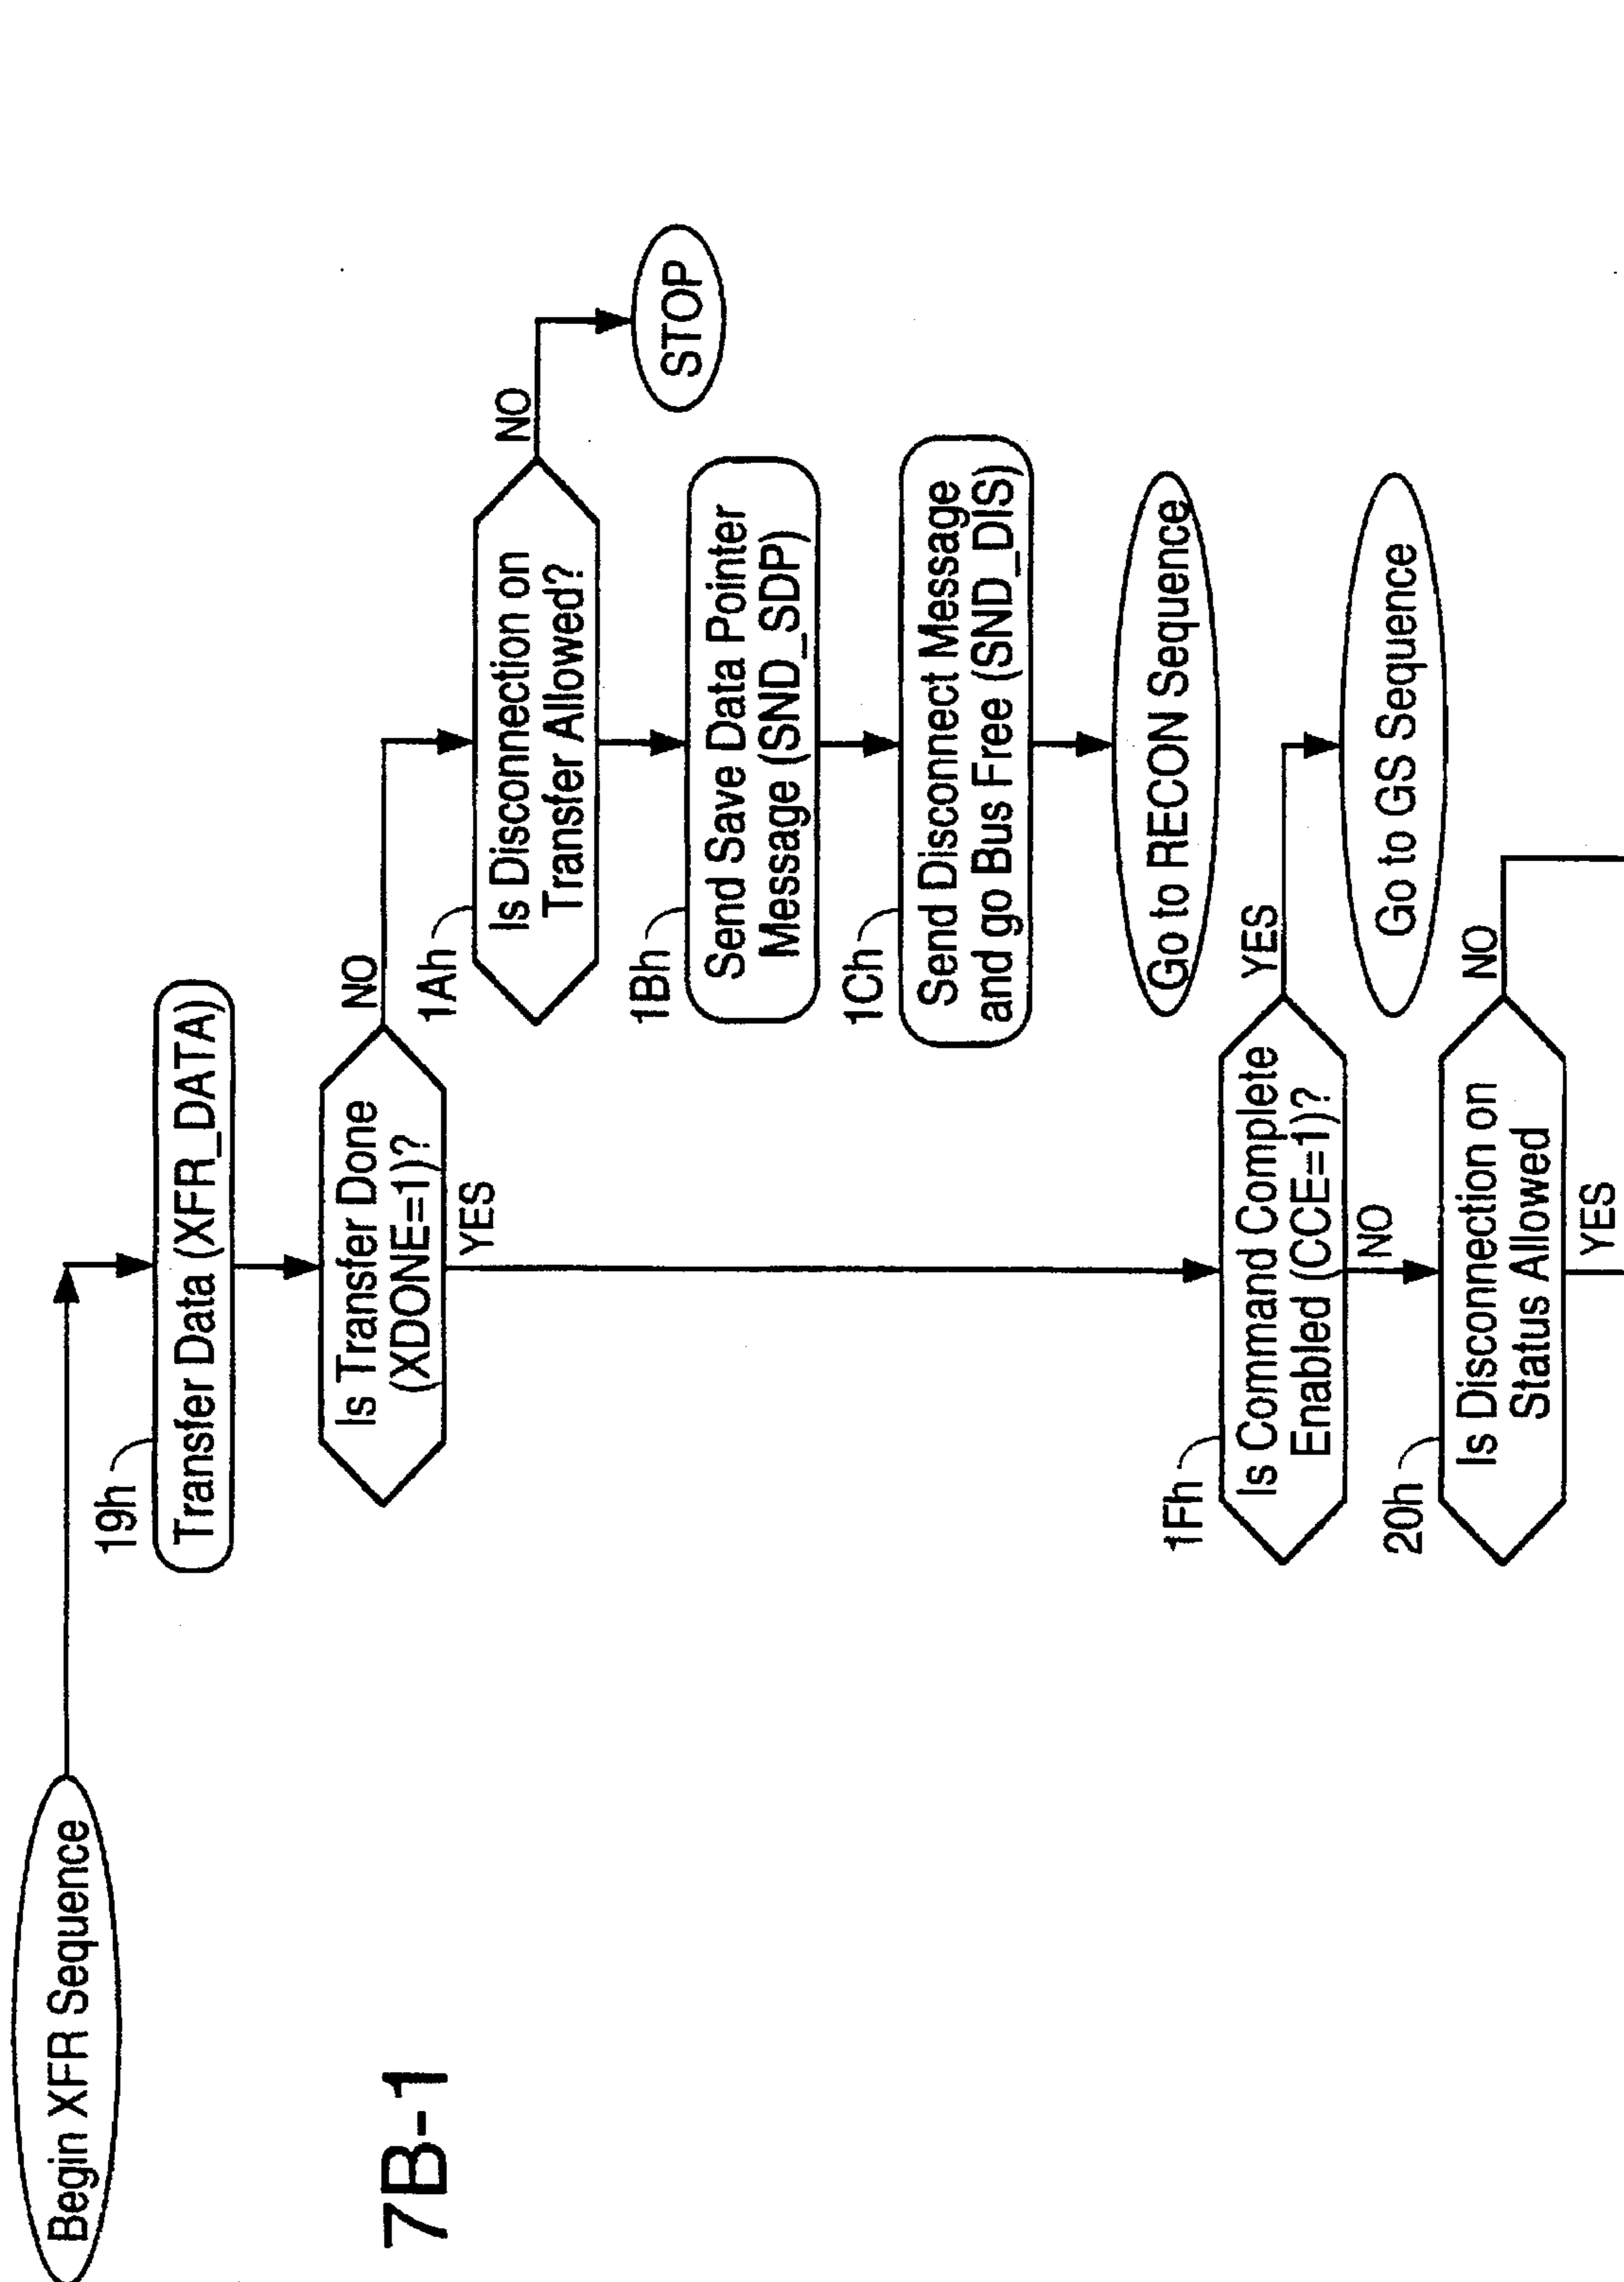 Begin XFR Sequence
7B-1
19h
Transfer Data (XFR_DATA)
Is Transfer Done
(XDONE=1)?
NO
YES
1Ah
Is Disconnection on
Transfer Allowed?
NO
STOP
1Bh
Send Save Data Pointer
Message (SND_SDP)
1Ch
Send Disconnect Message
and go Bus Free (SND_DIS)
Go to RECON Sequence
1Fh
Is Command Complete
Enabled (CCE=1)?
YES
NO
Go to GS Sequence
20h
Is Disconnection on
Status Allowed
NO
YES